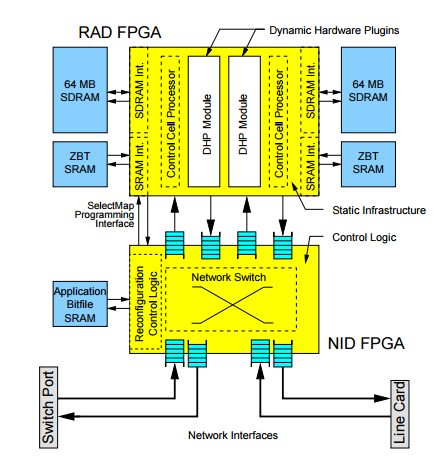 RAD FPGA
Dynamic Hardware Plugins
64 MB
SDRAM
SDRAM Int.
Control Cell Processor
DHP Module
DHP Module
Control Cell Processor
SDRAM Int.
64 MB
SDRAM
ZBT
SRAM
SRAM Int.
SRAM Int.
ZBT
SRAM
SelectMap
Programming
Interface
Static Infrastructure
Control Logic
Application
Bitfile
SRAM
Reconfiguration
Control Logic
Network Switch
NID FPGA
Switch Port
Line Card
Network Interfaces